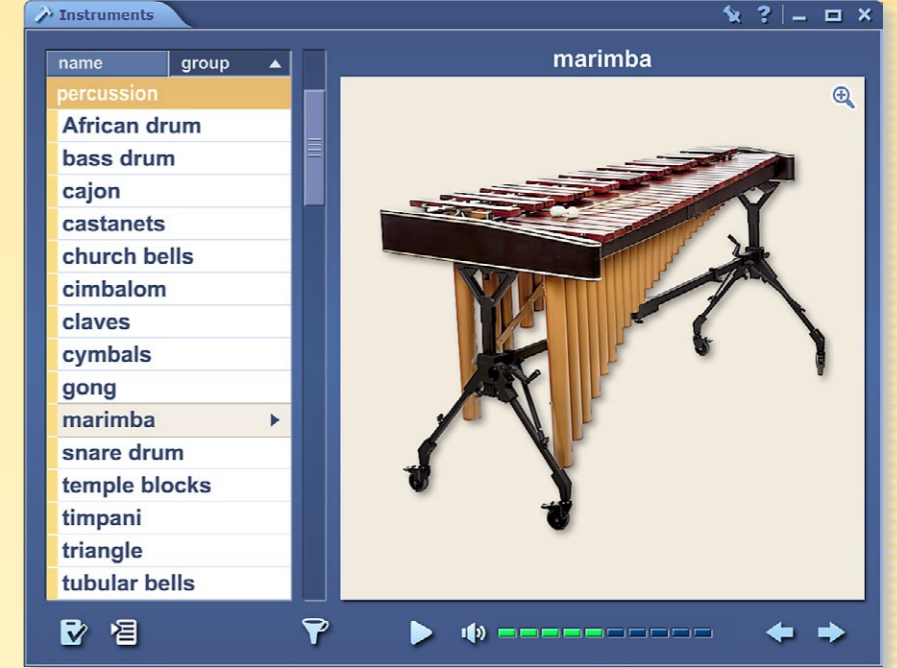 Instruments
?
name group
marimba
percussion
African drum
bass drum
cajon
castanets
church bells
cimbalom
claves
cymbals
gong
marimba
snare drum
temple blocks
timpani
triangle
tubular bells